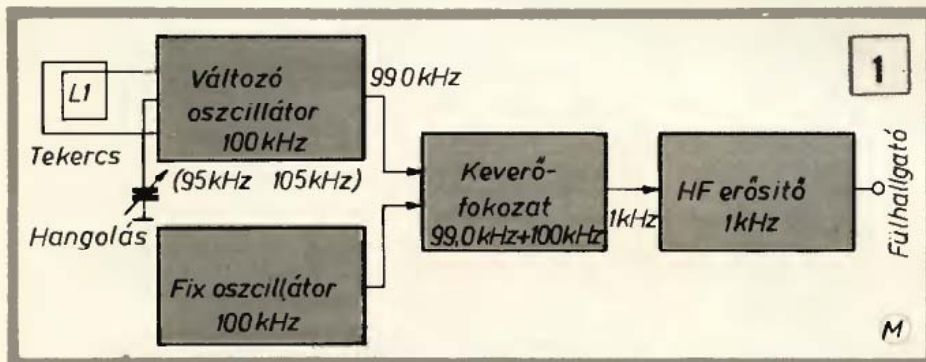 1
L1
Tekercs
Hangolás
Változó
oszcillátor
100 kHz
(95kHz 105kHz)
99.0 kHz
Fix oszcillátor
100 kHz
Keverő-
fokozat
99,0 kHz+100kHz
1kHz
HF erősitő
1kHz
Fülhallgató
M